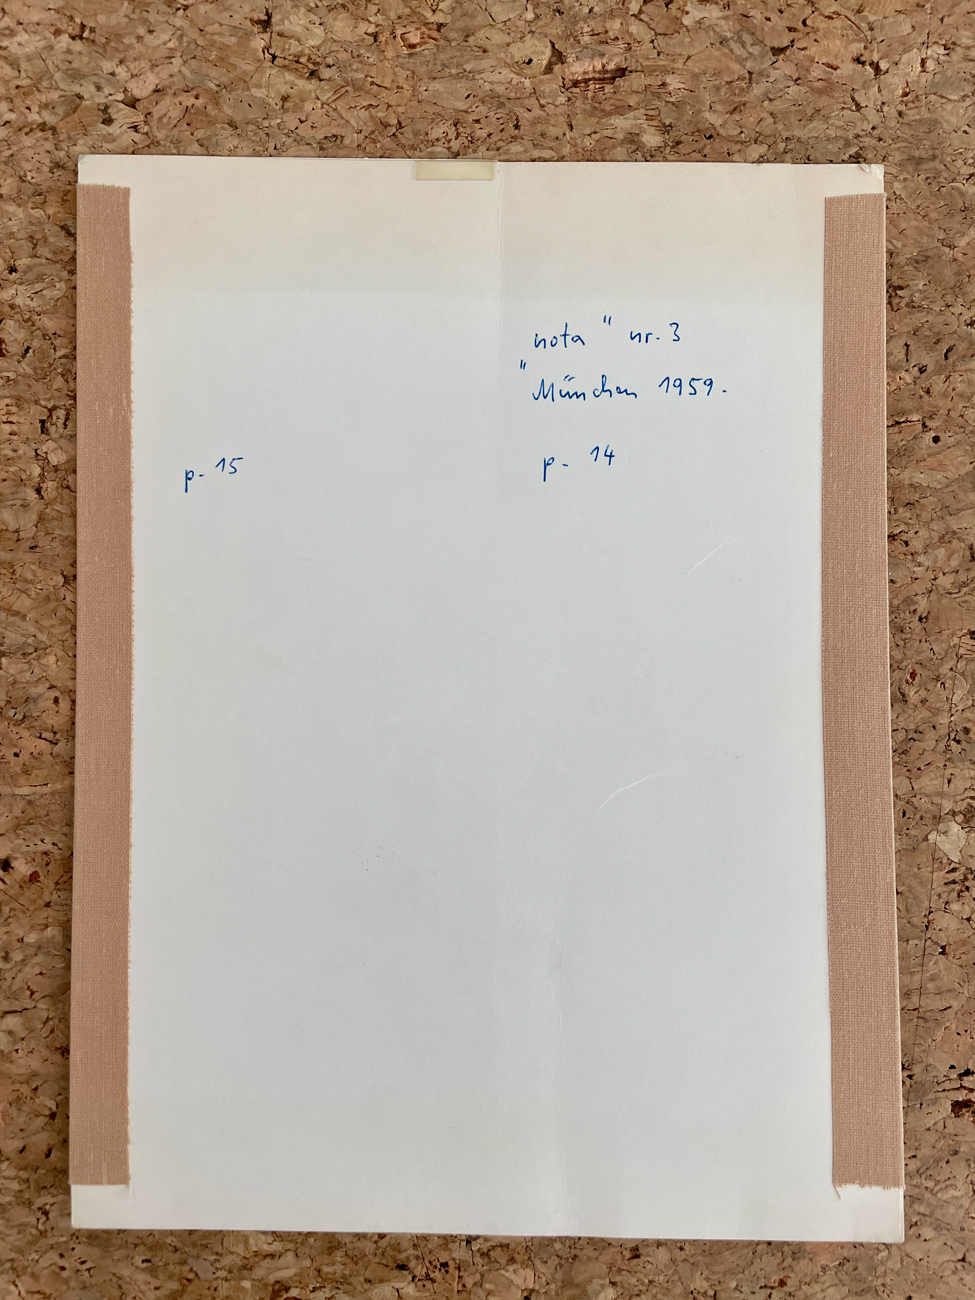 "nota" nr. 3
München 1959.
p. 15
p. 14